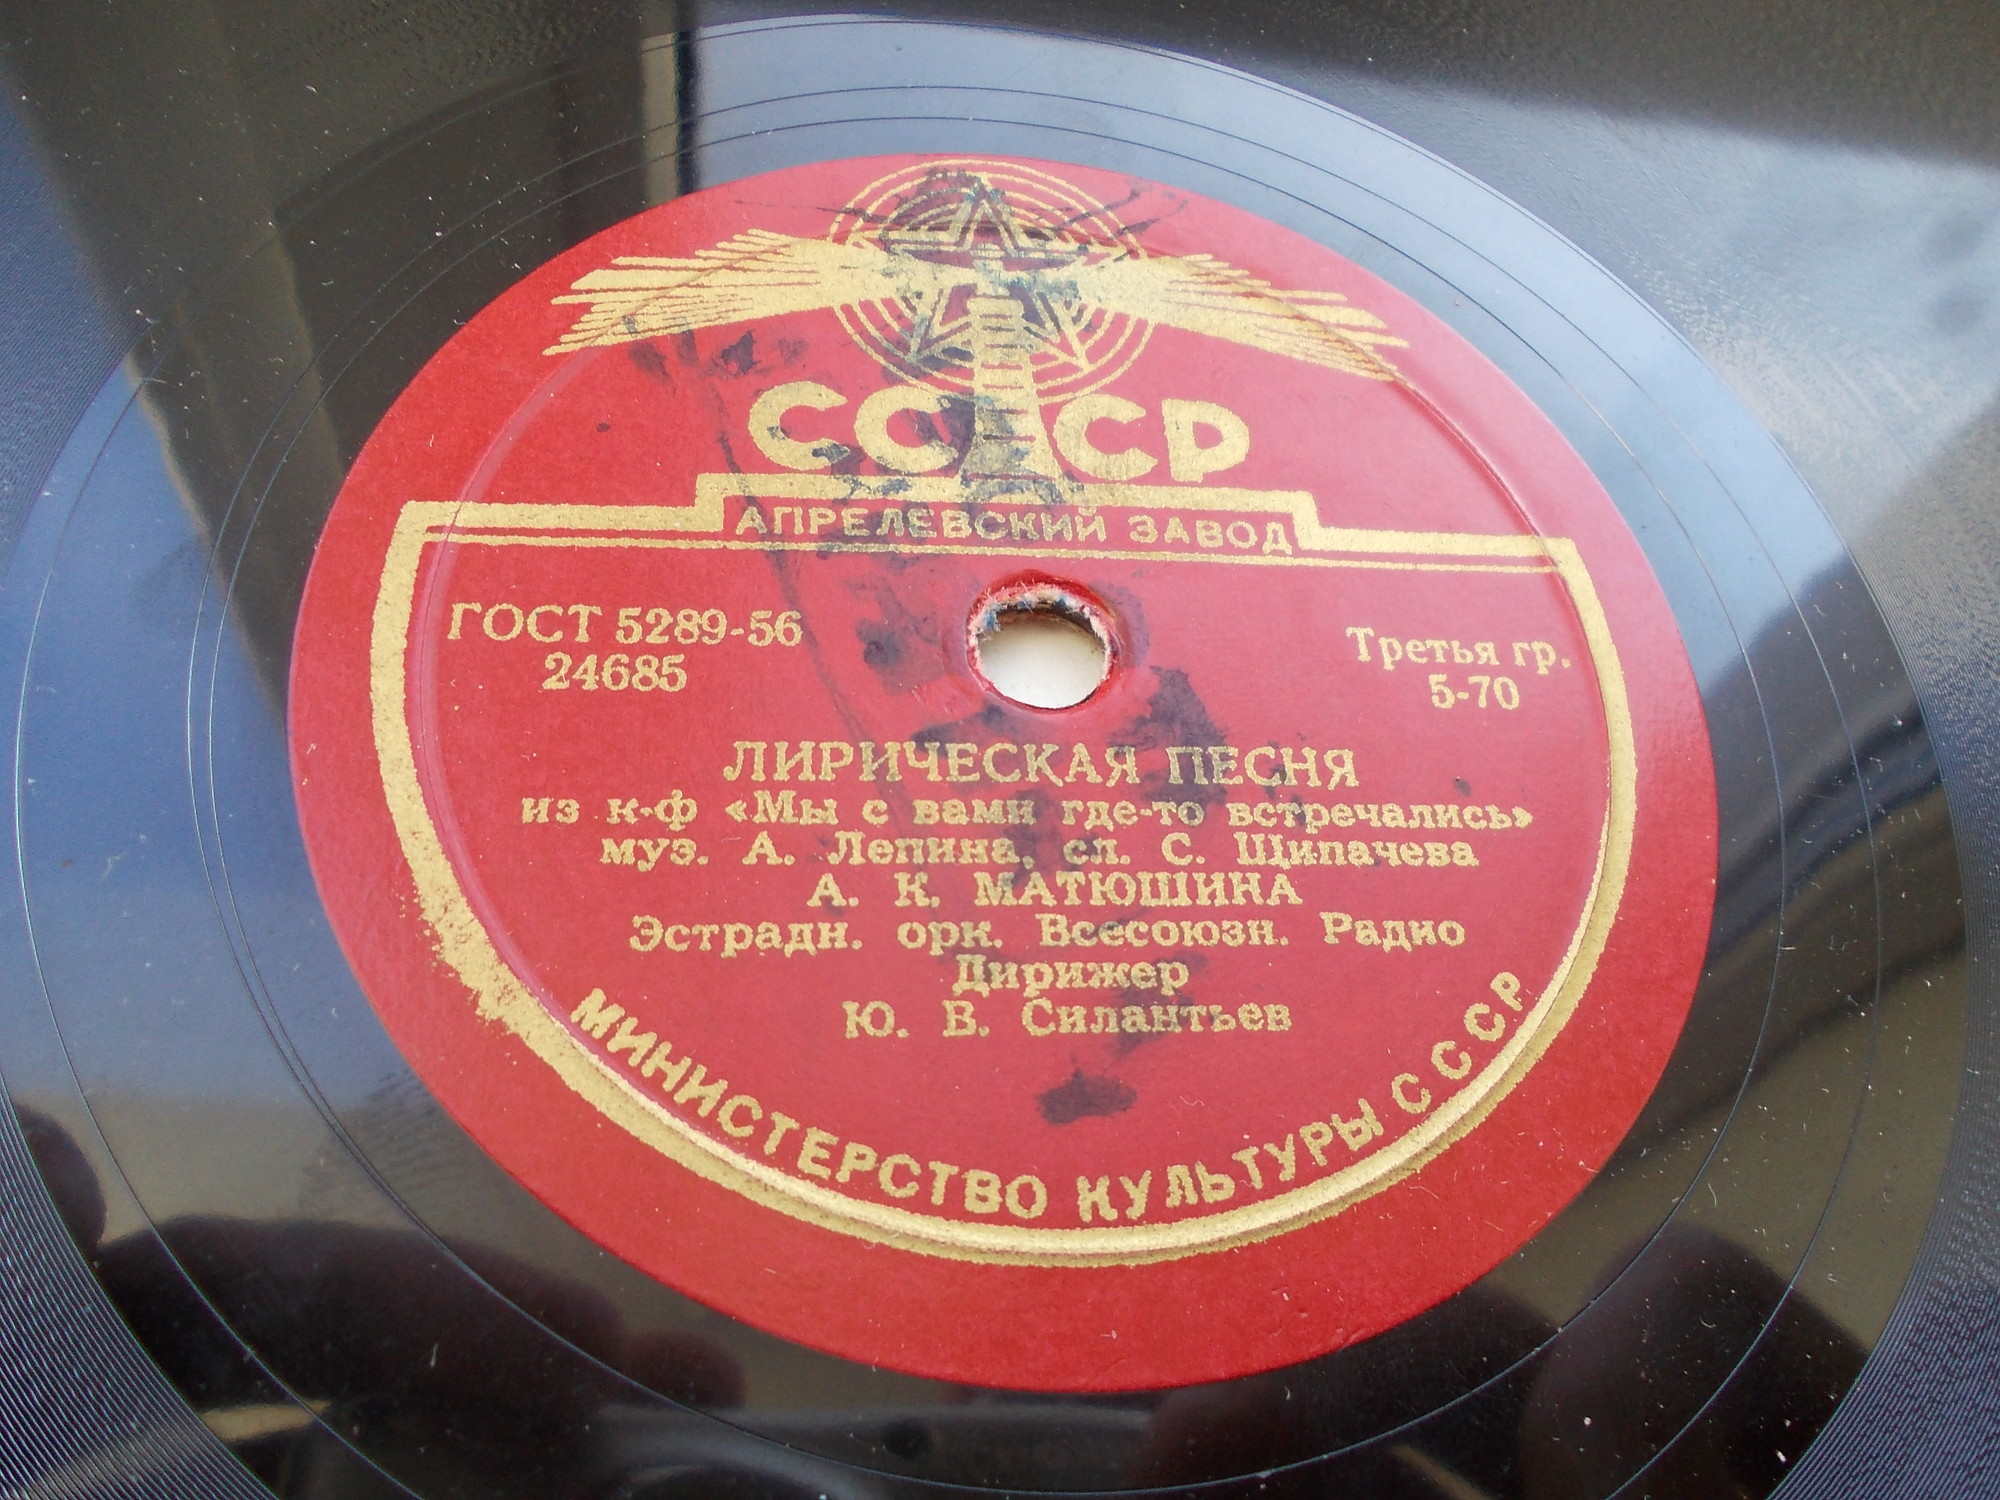 СССР
АПРЕЛЕВСКИЙ ЗАВОД
ГОСТ 5289-56
24685
Третья гр.
5-70
ЛИРИЧЕСКАЯ ПЕСНЯ
из к-ф «Мы с вами где-то встречались»
муз. А. Лепина, сл. С. Щипачева
А. К. МАТЮШИНА
Эстрадн. орк. Всесоюзн. Радио
Дирижер
Ю. В. Силантьев
МИНИСТЕРСТВО КУЛЬТУРЫ СССР